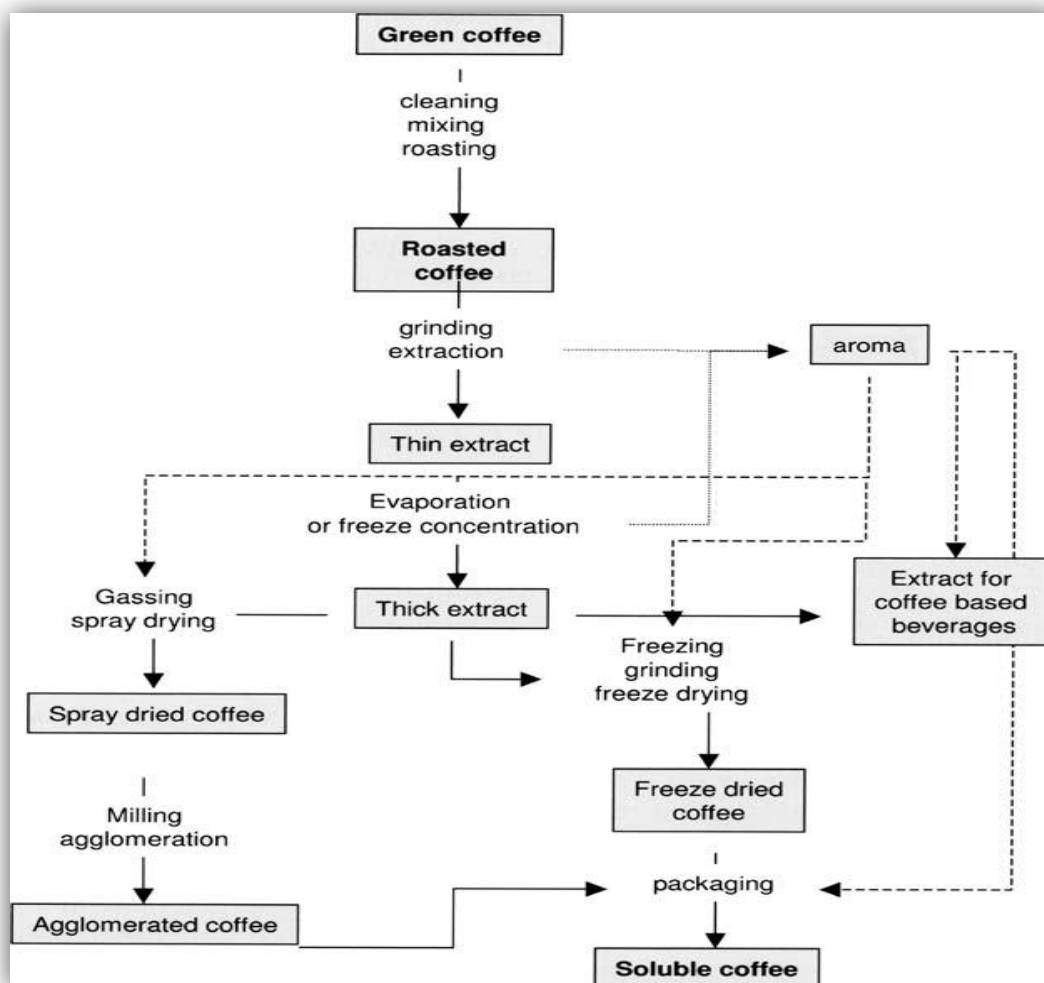 Green coffee
cleaning
mixing
roasting
Roasted
coffee
grinding
extraction
aroma
Thin extract
Evaporation
or freeze concentration
Gassing
spray drying
Thick extract
Extract for
coffee based
beverages
Freezing
grinding
freeze drying
Spray dried coffee
Freeze dried
coffee
Milling
agglomeration
packaging
Agglomerated coffee
Soluble coffee